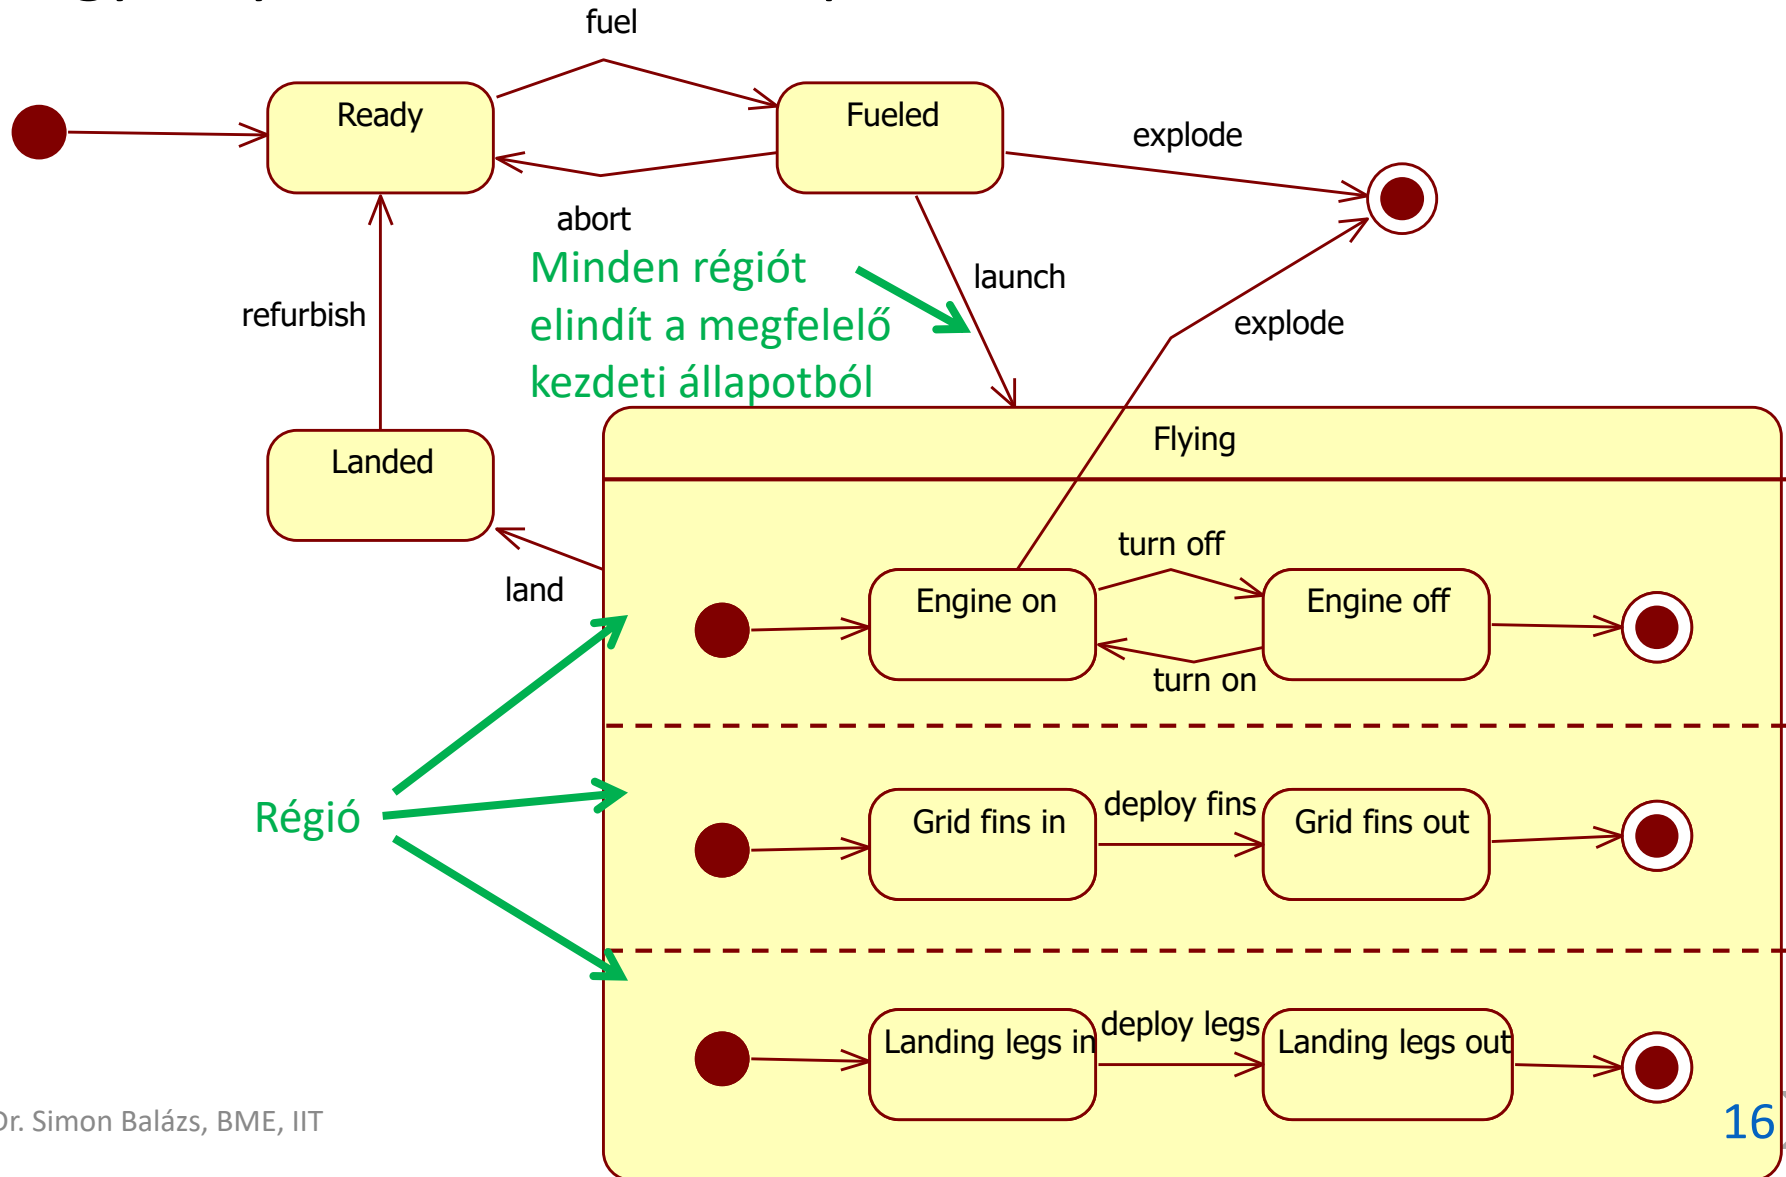 fuel
Ready
Fueled
explode
abort
Minden régiót
elindít a megfelelő
kezdeti állapotból
launch
refurbish
explode
Flying
Landed
land
turn off
Engine on
Engine off
turn on
Régió
Grid fins in
deploy fins
Grid fins out
Landing legs in
deploy legs
Landing legs out
Dr. Simon Balázs, BME, IIT
16